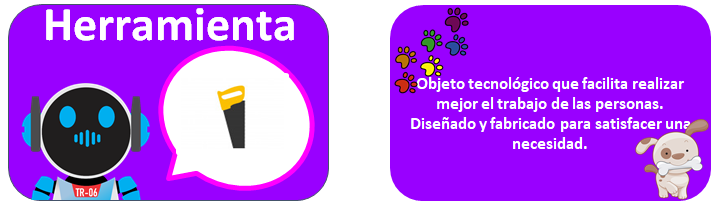 Herramienta
TR-06
Objeto tecnológico que facilita realizar
mejor el trabajo de las personas.
Diseñado y fabricado para satisfacer una
necesidad.